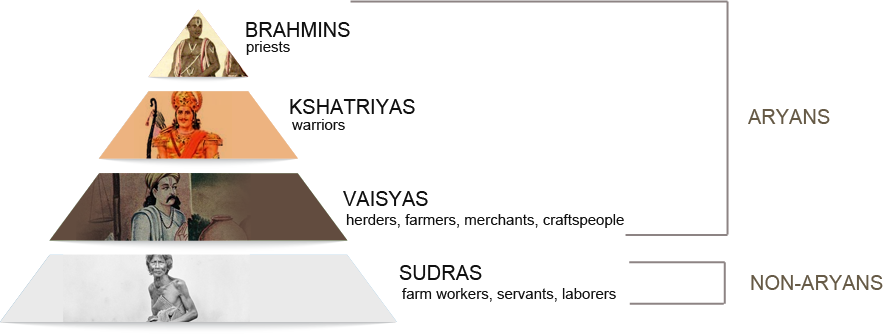 BRAHMINS
priests
KSHATRIYAS
warriors
ARYANS
VAISYAS
herders, farmers, merchants, craftspeople
SUDRAS
farm workers, servants, laborers
NON-ARYANS